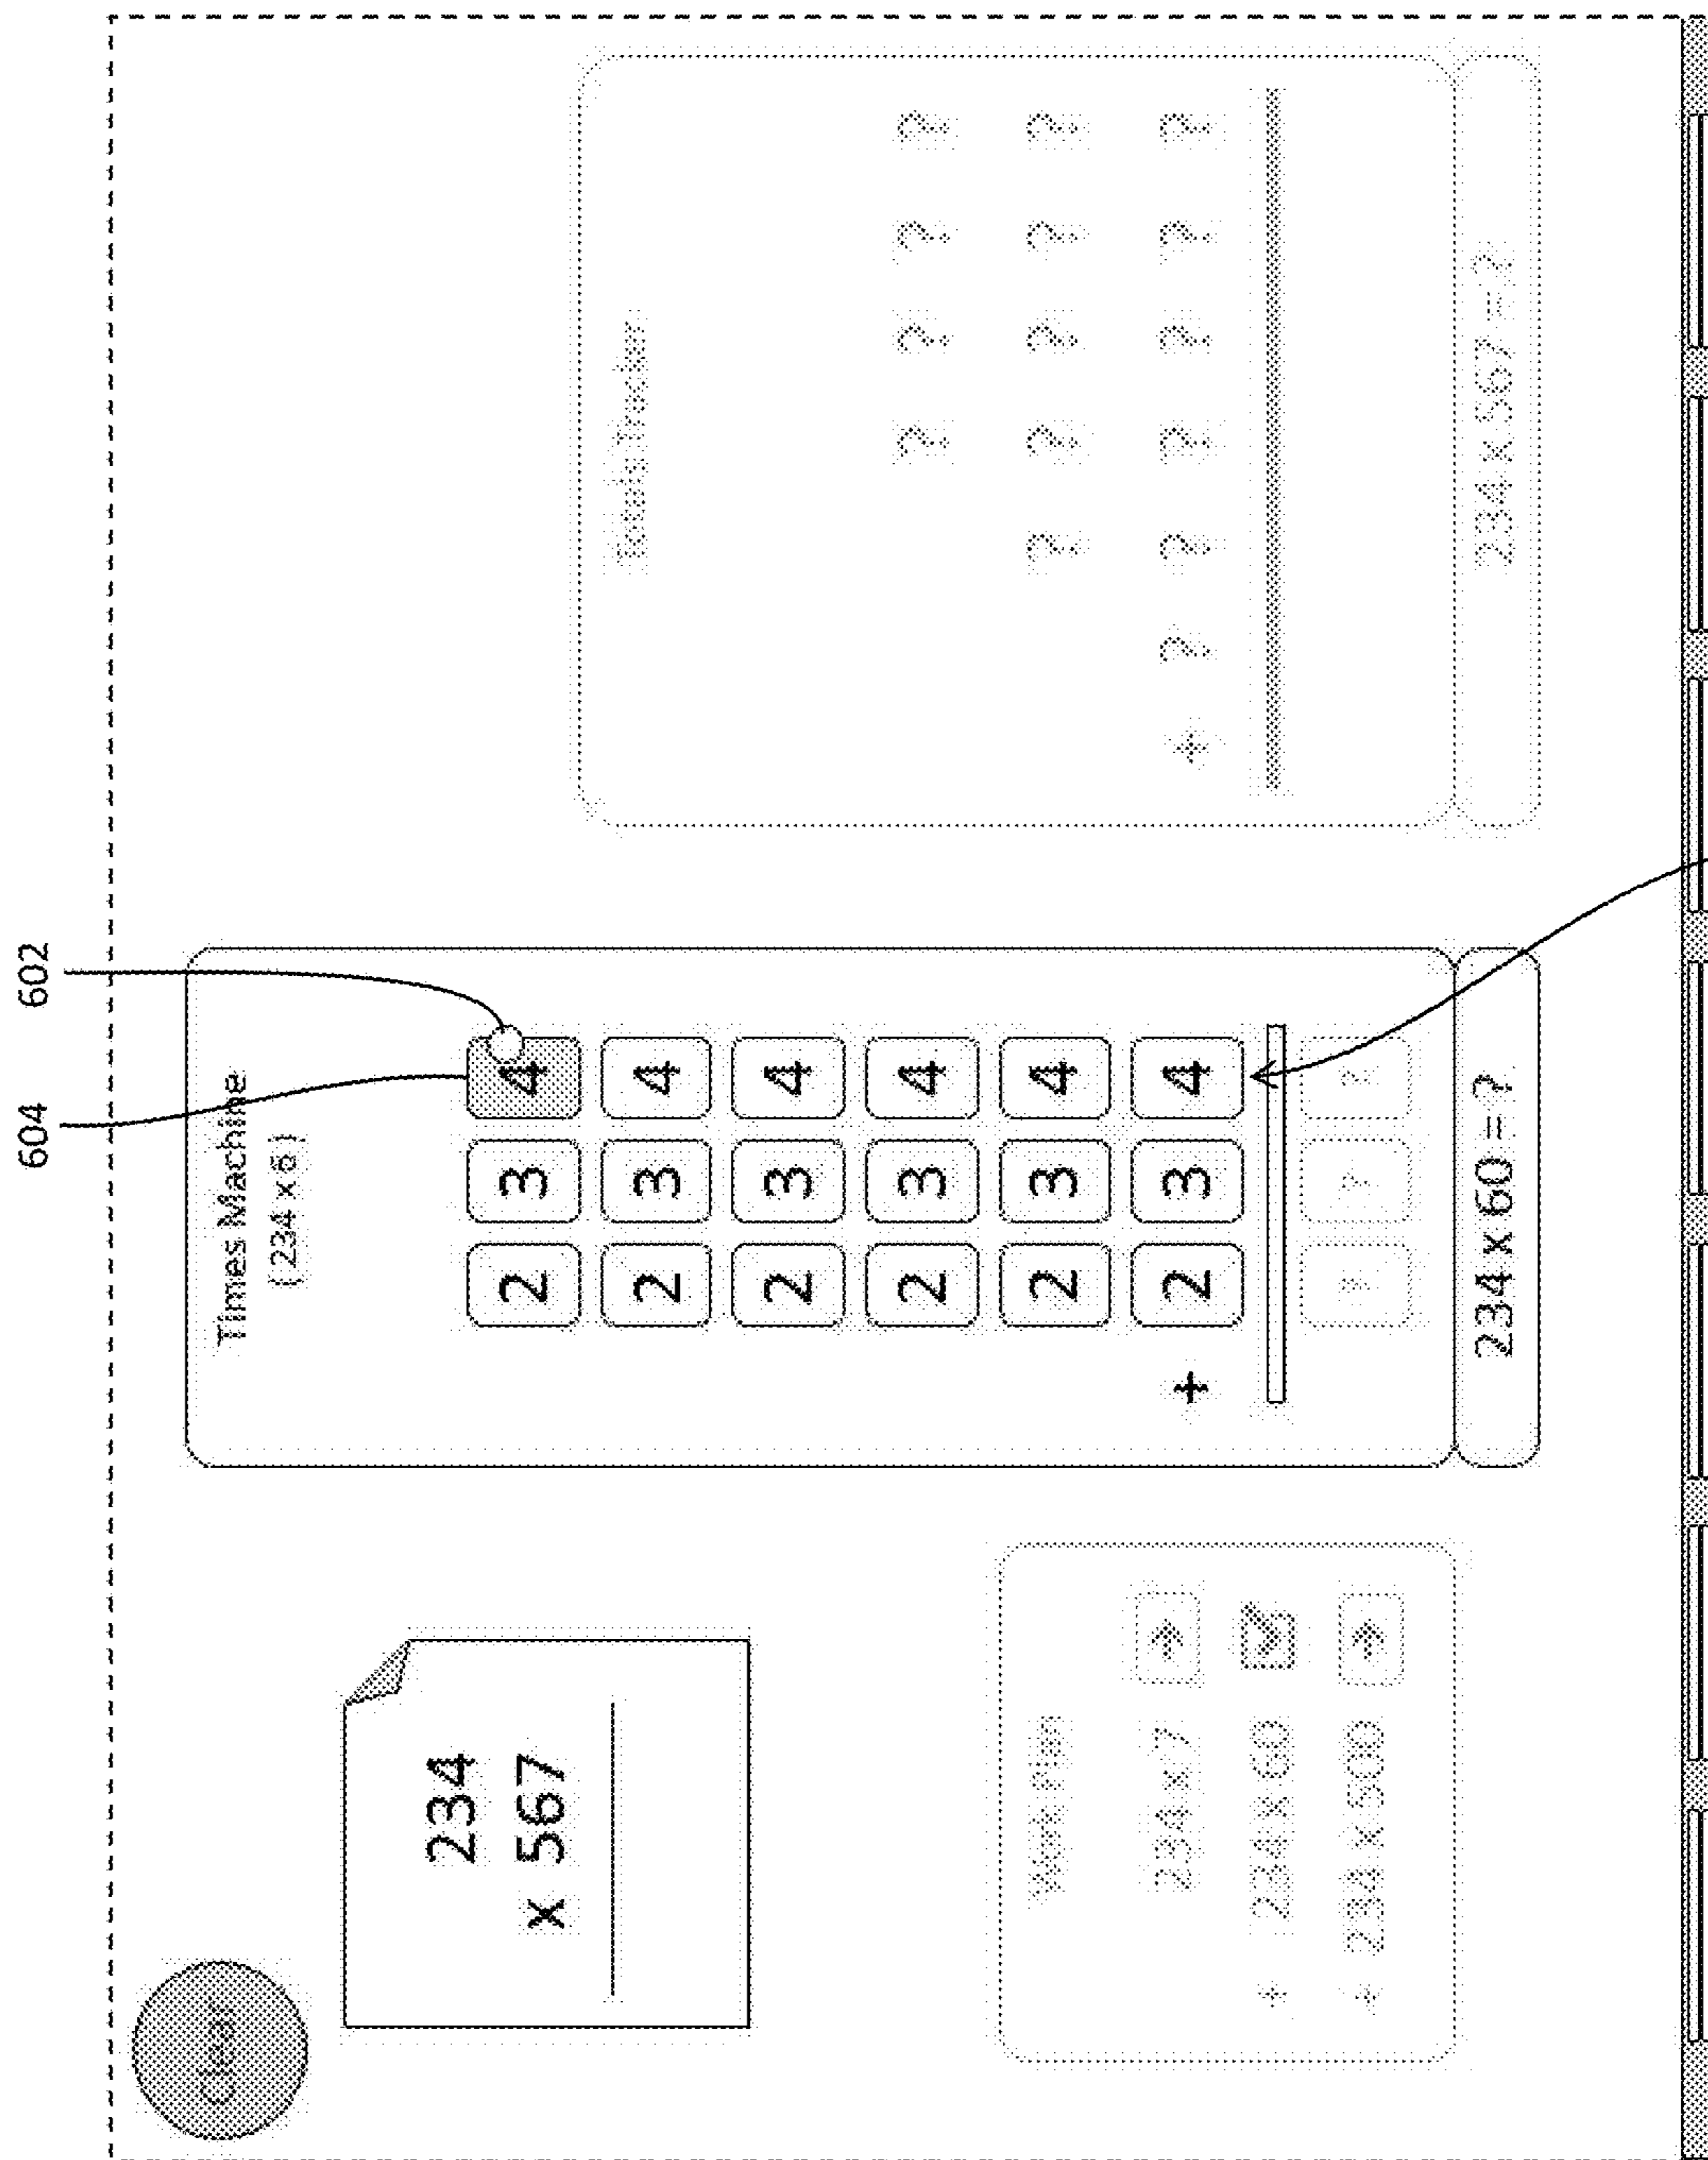 604 602
Clear
234
x 567
Work Plan
234 x 7
+ 234 x 60
+ 234 x 500
Times Machine
( 234 x 6 )
2 3 4
2 3 4
2 3 4
2 3 4
2 3 4
+ 2 3 4
? ? ?
234 x 60 = ?
Totals Tracker
? ? ? ?
? ? ? ? ?
+ ? ? ? ? ? ?
234 x 567 = ?